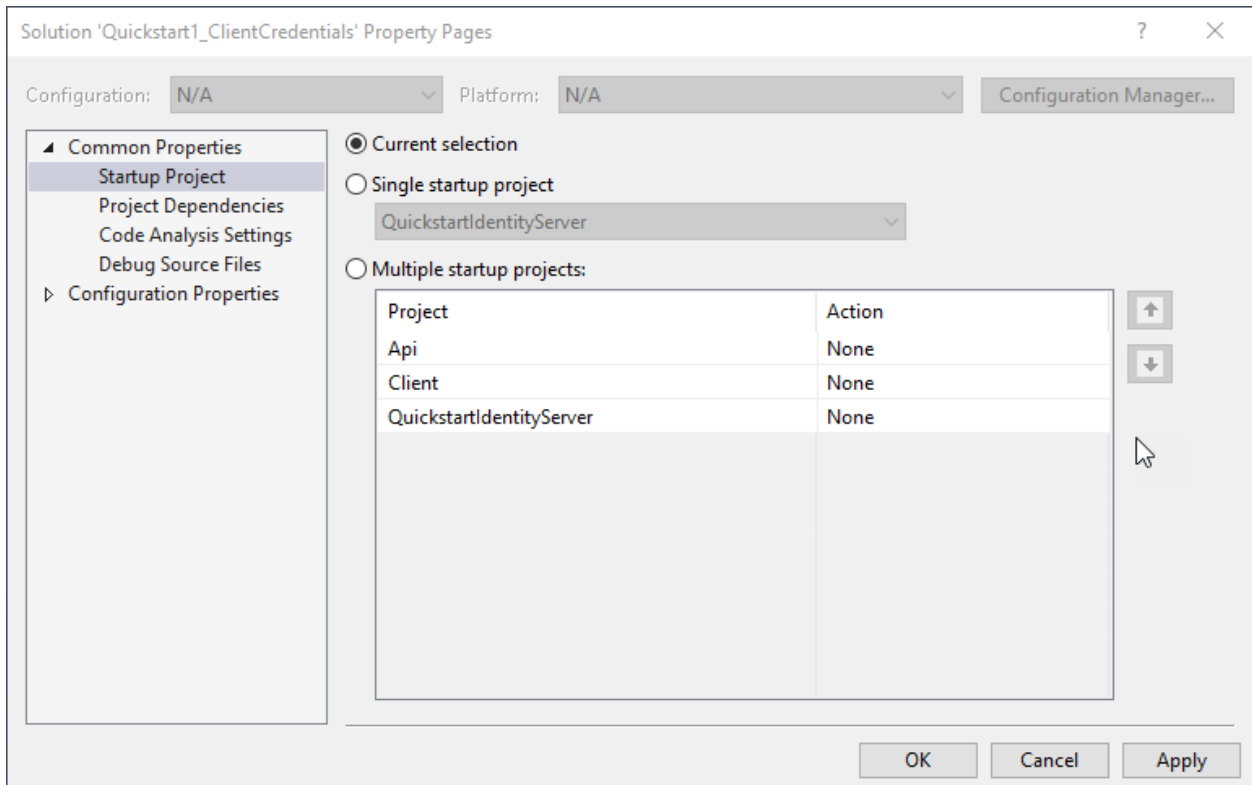 Solution 'Quickstart1_ClientCredentials' Property Pages
?
Configuration: N/A Platform: N/A Configuration Manager...
Common Properties
Startup Project
Project Dependencies
Code Analysis Settings
Debug Source Files
Configuration Properties
Current selection
Single startup project
QuickstartIdentityServer
Multiple startup projects:
Project Action
Api None
Client None
QuickstartIdentityServer None
OK Cancel Apply